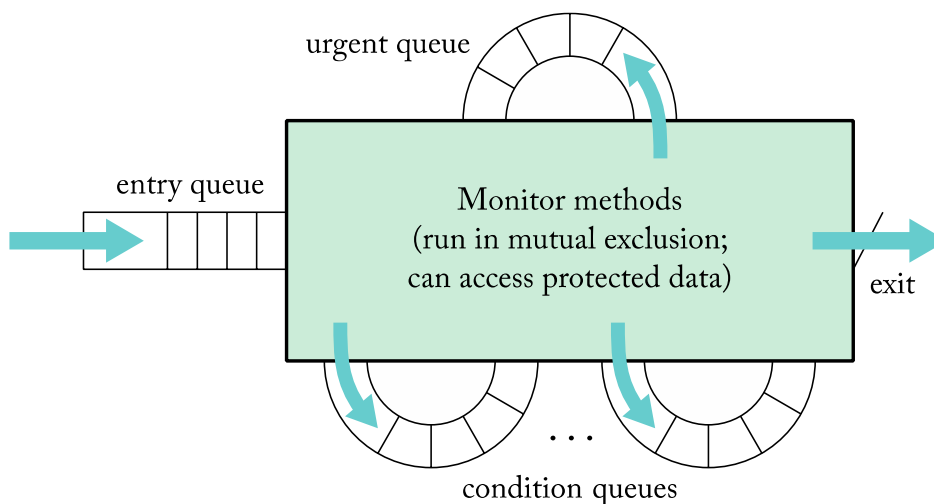 urgent queue
entry queue
Monitor methods
(run in mutual exclusion;
can access protected data)
exit
. . .
condition queues